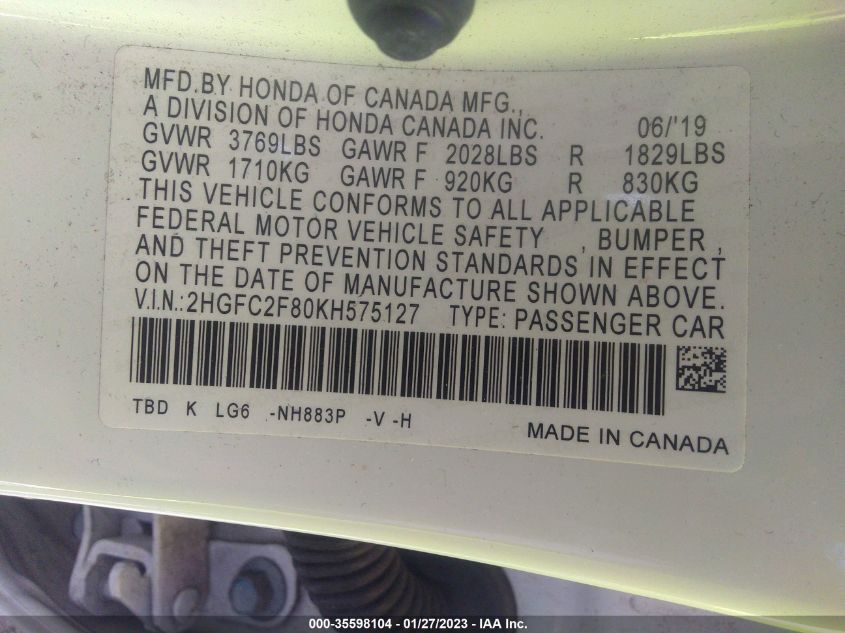 MFD.BY HONDA OF CANADA MFG.,
A DIVISION OF HONDA CANADA INC. 06/'19
GVWR 3769LBS GAWR F 2028LBS R 1829LBS
GVWR 1710KG GAWR F 920KG R 830KG
THIS VEHICLE CONFORMS TO ALL APPLICABLE
FEDERAL MOTOR VEHICLE SAFETY , BUMPER ,
AND THEFT PREVENTION STANDARDS IN EFFECT
ON THE DATE OF MANUFACTURE SHOWN ABOVE.
V.I.N.:2HGFC2F80KH575127 TYPE: PASSENGER CAR
TBD K LG6 -NH883P -V -H
MADE IN CANADA
000-35598104 - 01/27/2023 - IAA Inc.